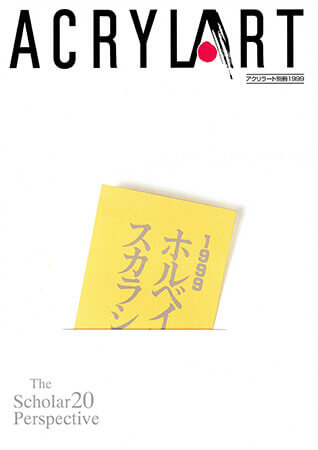 ACRYLART
アクリラート別冊1999
1999
ホルベイ
スカラシ
The
Scholar20
Perspective